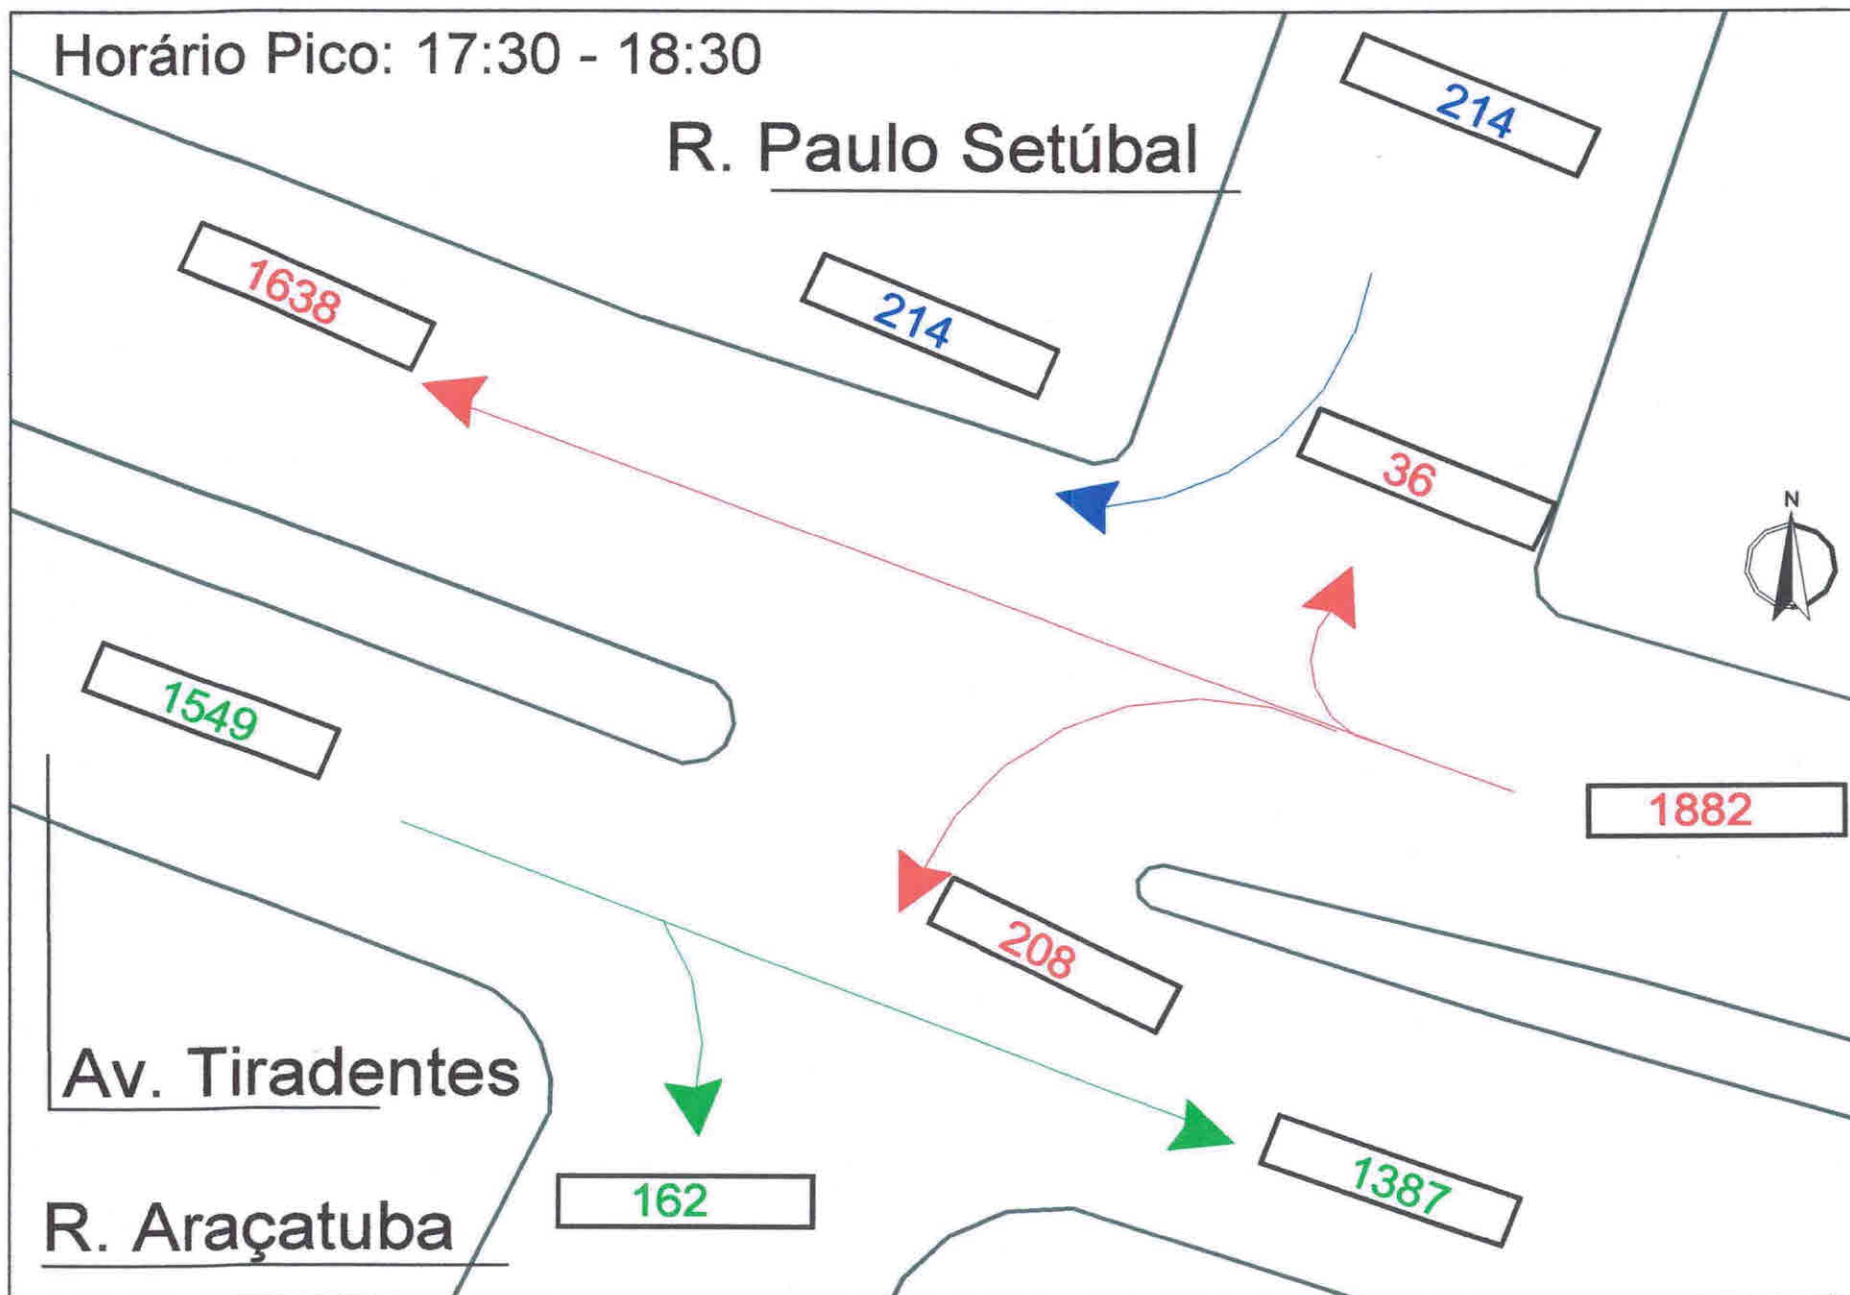 Horário Pico: 17:30 - 18:30
214
R. Paulo Setúbal
1638
214
36
N
1549
1882
208
Av. Tiradentes
162
1387
R. Araçatuba